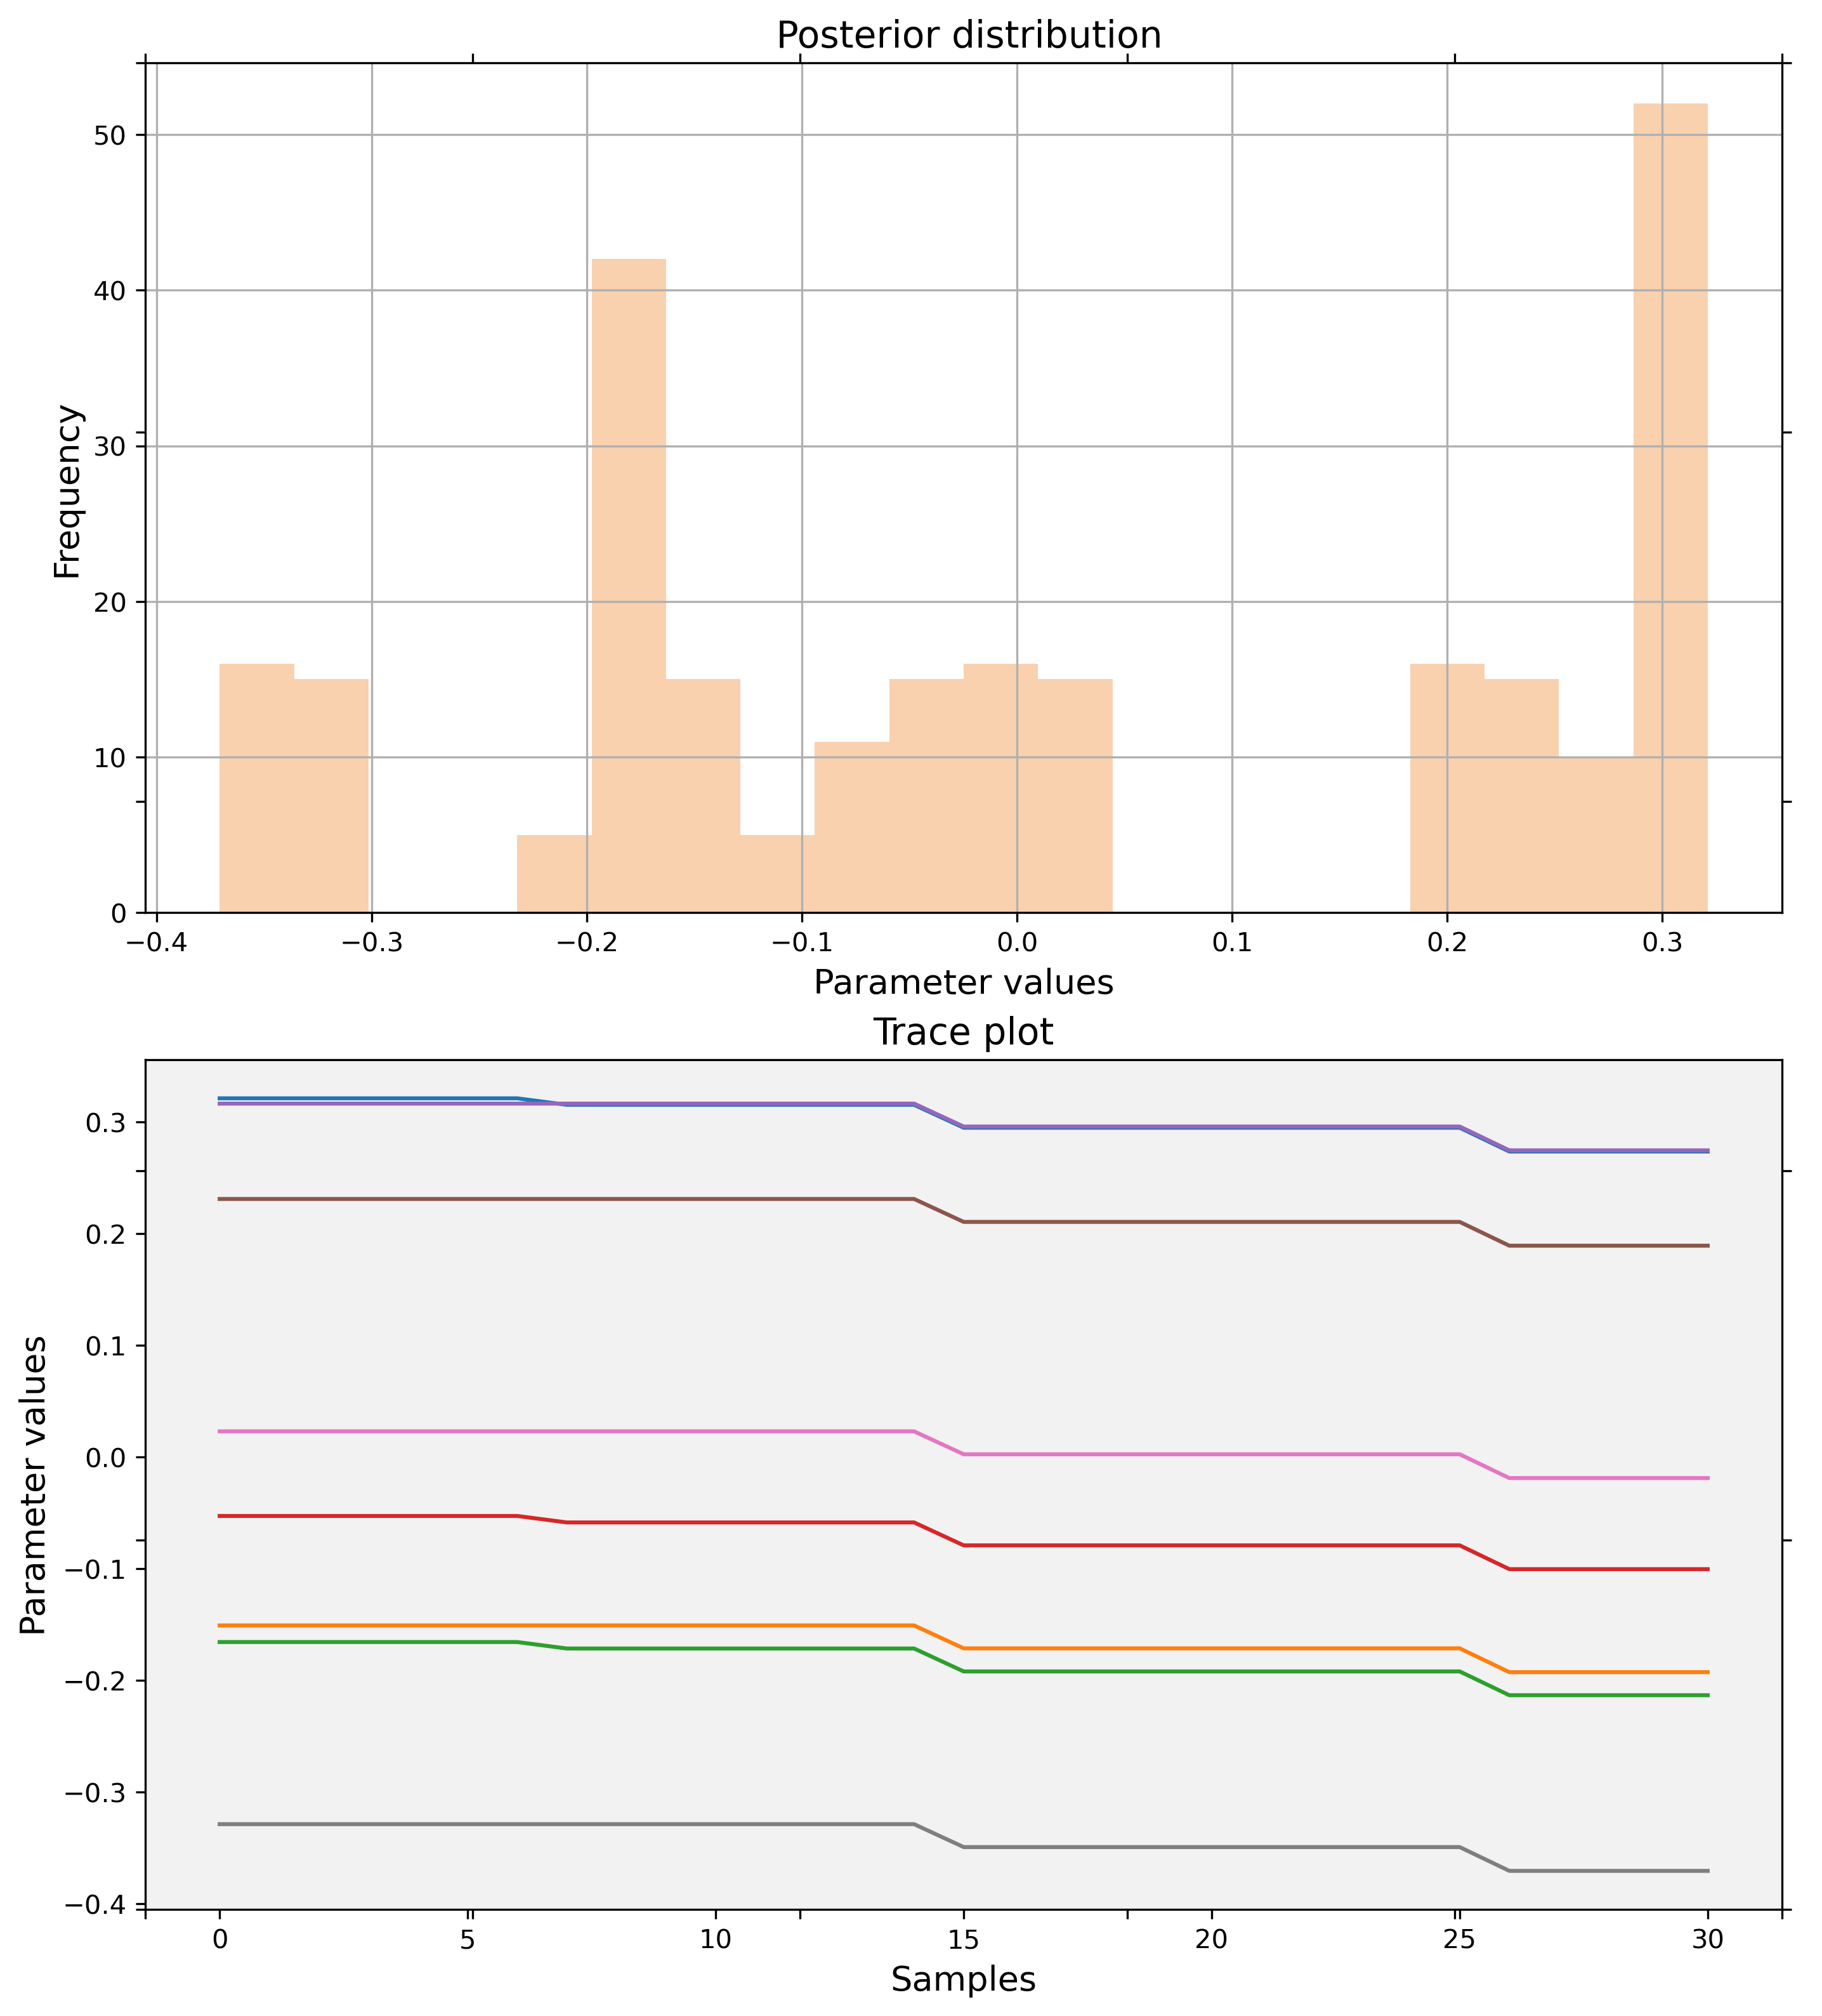 Posterior distribution
50
40
30
20
10
0
Frequency
−0.4 −0.3 −0.2 −0.1 0.0 0.1 0.2 0.3
Parameter values
Trace plot
0.3
0.2
0.1
0.0
−0.1
−0.2
−0.3
−0.4
Parameter values
0 5 10 15 20 25 30
Samples